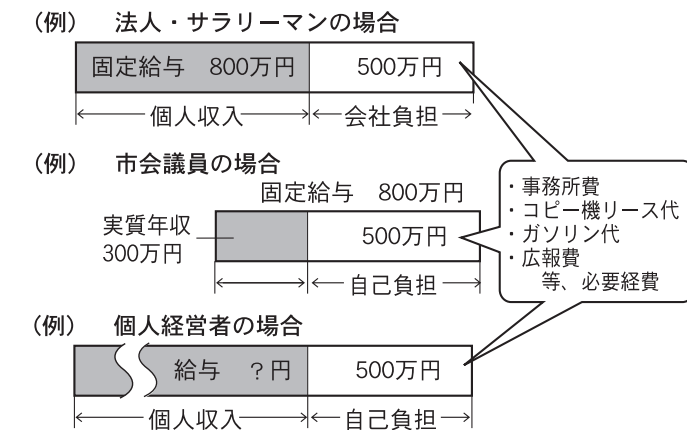 (例) 法人・サラリーマンの場合
固定給与 800万円 500万円
個人収入 会社負担
(例) 市会議員の場合
固定給与 800万円
実質年収
300万円
500万円
自己負担
・事務所費
・コピー機リース代
・ガソリン代
・広報費
等、必要経費
(例) 個人経営者の場合
給与 ？円 500万円
個人収入 自己負担